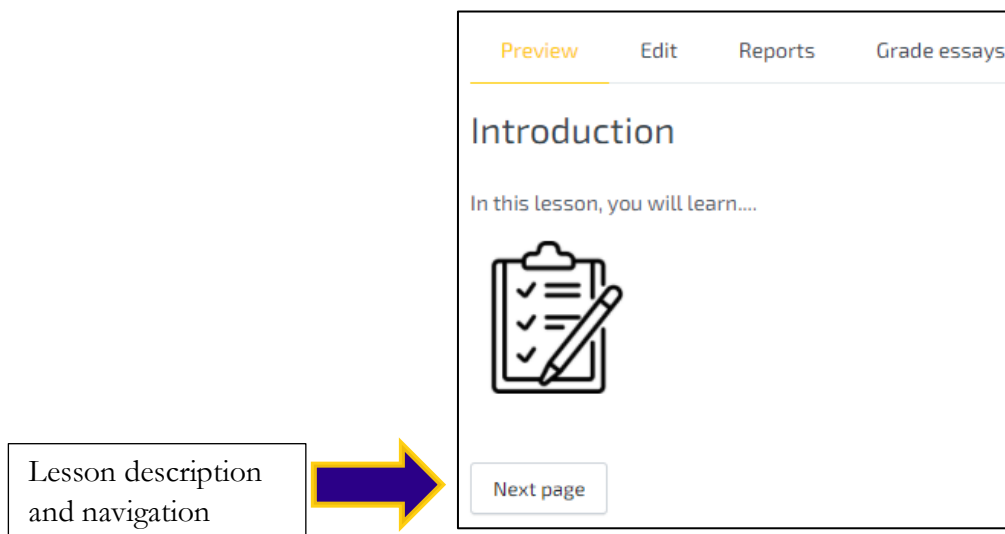 Preview Edit Reports Grade essays
Introduction
In this lesson, you will learn....
Next page
Lesson description
and navigation